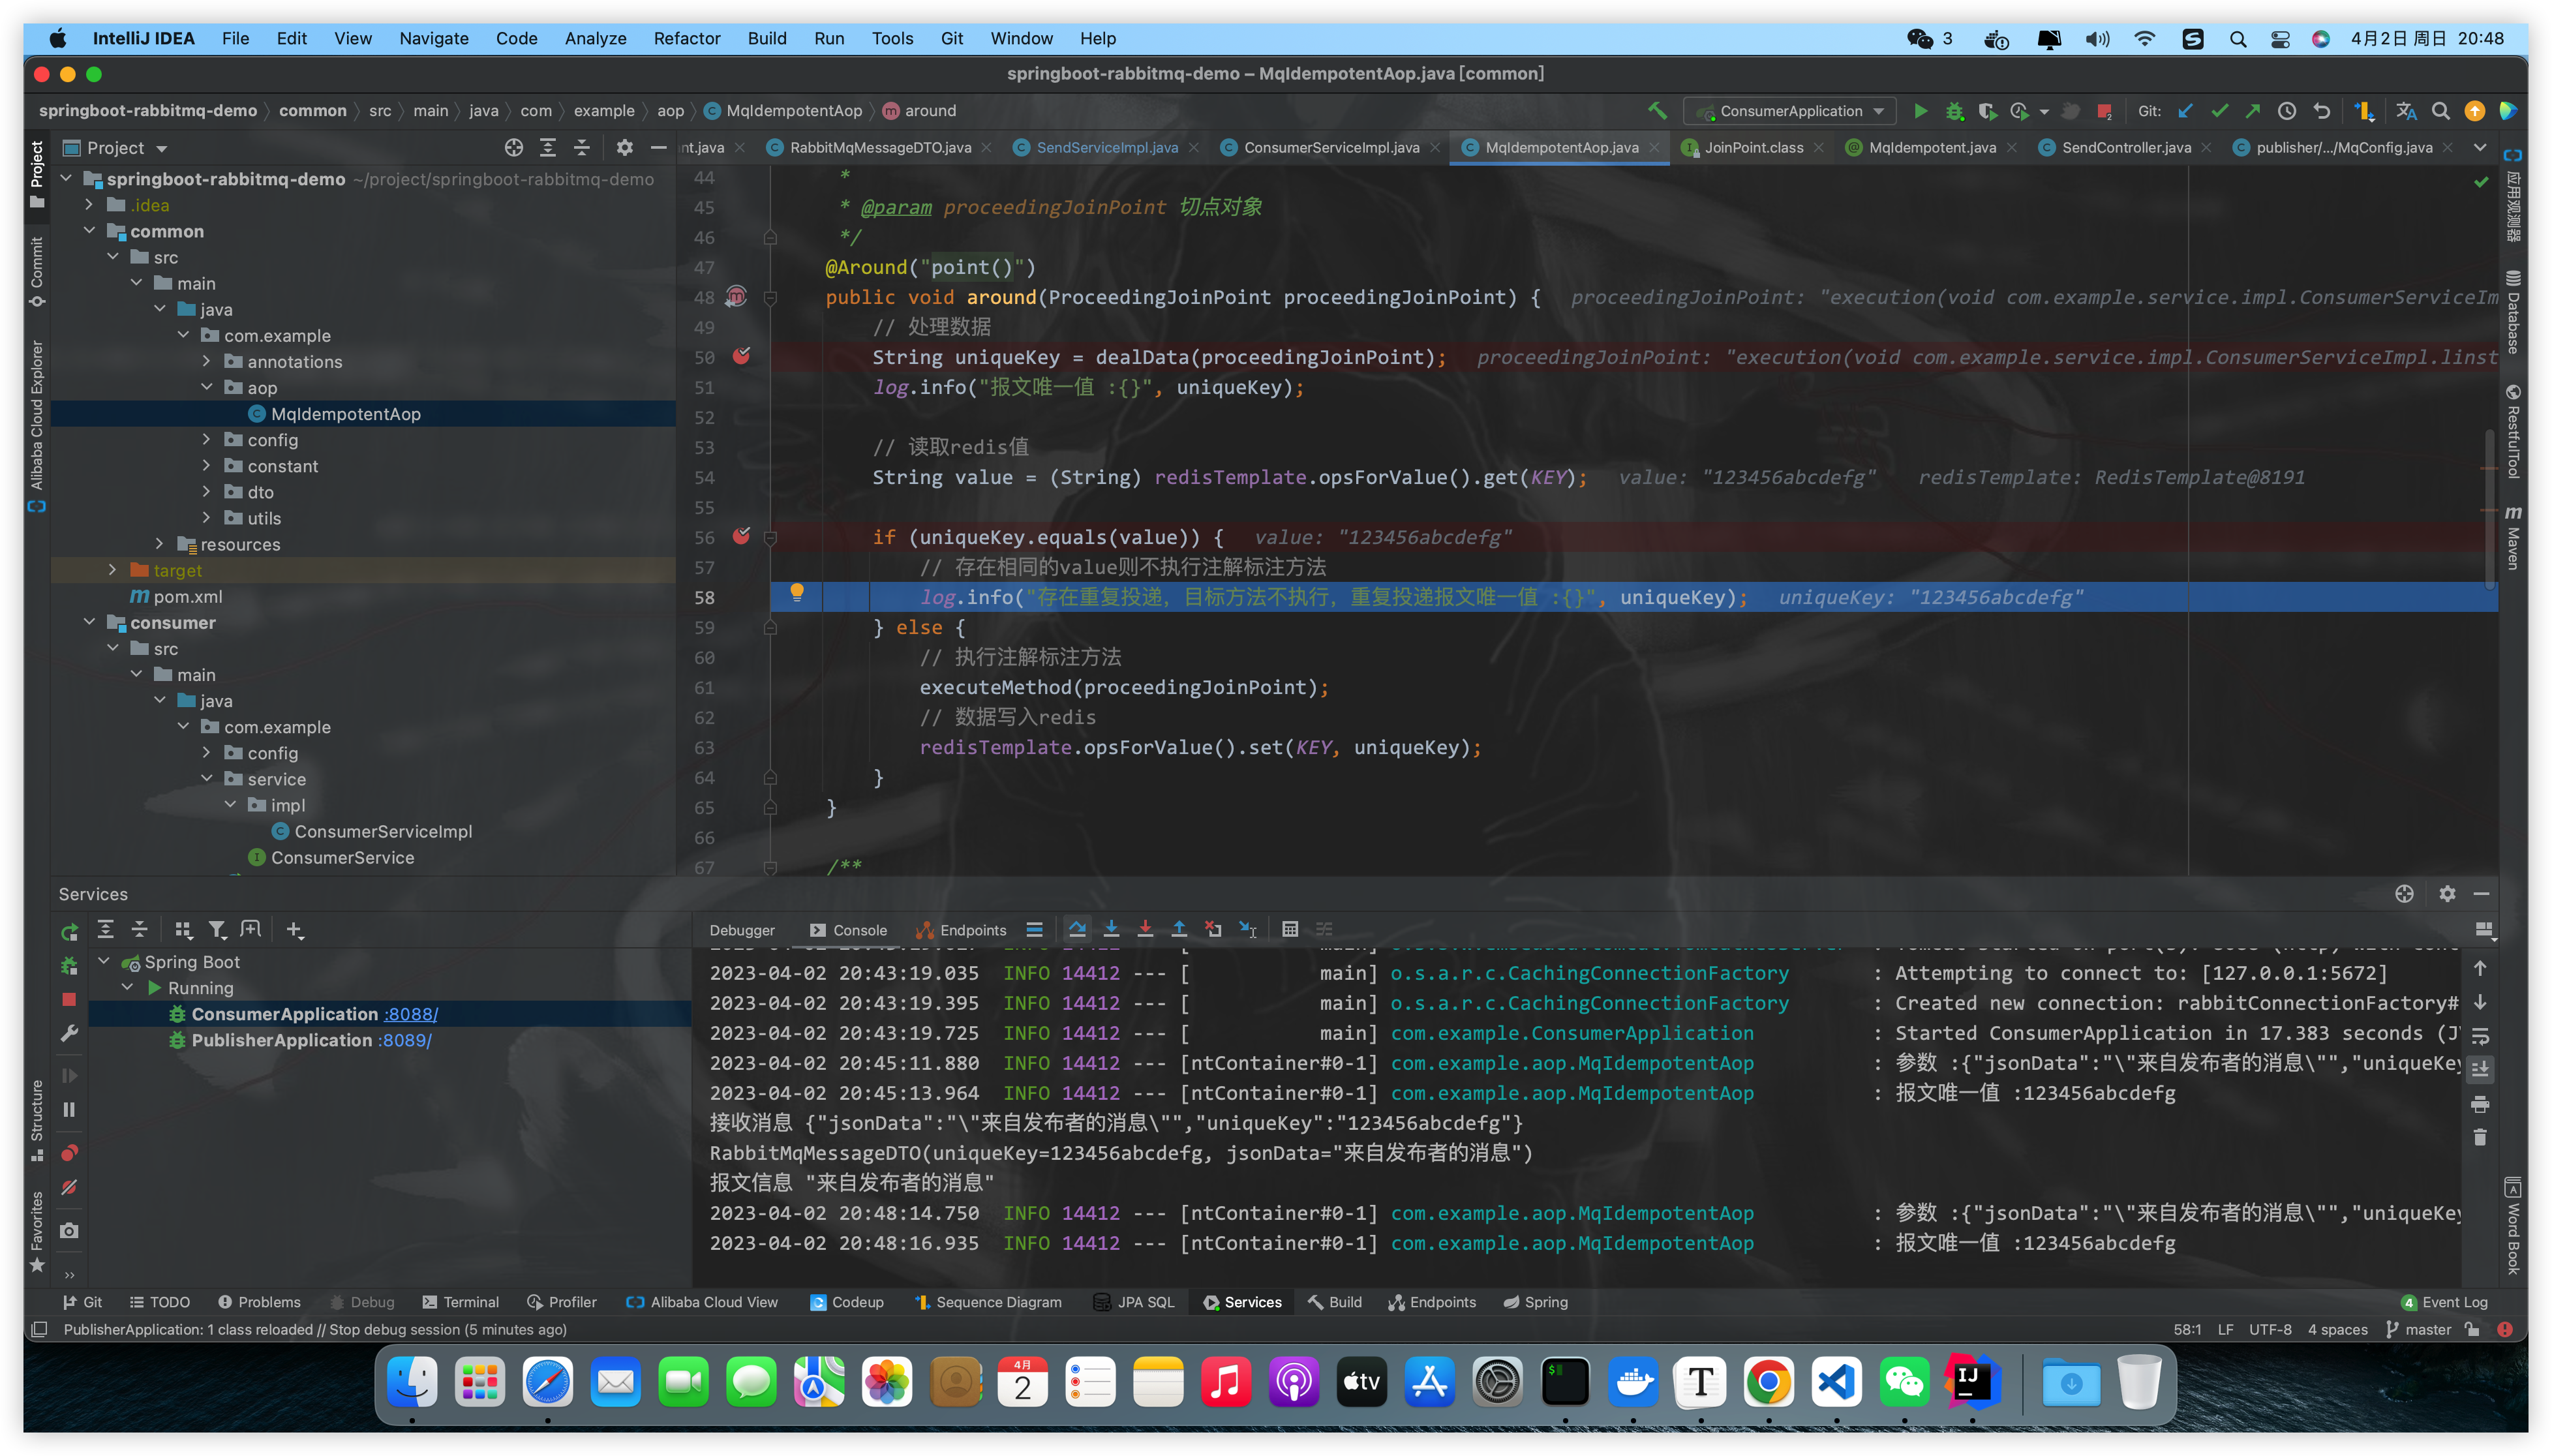 IntelliJ IDEA File Edit View Navigate Code Analyze Refactor Build Run Tools Git Window Help 3 4月2日 周日 20:48
springboot-rabbitmq-demo – MqIdempotentAop.java [common]
springboot-rabbitmq-demo common src main java com example aop MqIdempotentAop around ConsumerApplication Git:
Project nt.java RabbitMqMessageDTO.java SendServiceImpl.java ConsumerServiceImpl.java MqIdempotentAop.java JoinPoint.class MqIdempotent.java SendController.java publisher/.../MqConfig.java
Project
Commit
Alibaba Cloud Explorer
Structure
Favorites
springboot-rabbitmq-demo ~/project/springboot-rabbitmq-demo
.idea
common
src
main
java
com.example
annotations
aop
MqIdempotentAop
config
constant
dto
utils
resources
target
pom.xml
consumer
src
main
java
com.example
config
service
impl
ConsumerServiceImpl
ConsumerService
44 *
45 * @param proceedingJoinPoint 切点对象
46 */
47 @Around("point()")
48 public void around(ProceedingJoinPoint proceedingJoinPoint) { proceedingJoinPoint: "execution(void com.example.service.impl.ConsumerServiceIm
49 // 处理数据
50 String uniqueKey = dealData(proceedingJoinPoint); proceedingJoinPoint: "execution(void com.example.service.impl.ConsumerServiceImpl.linst
51 log.info("报文唯一值 :{}", uniqueKey);
52
53 // 读取redis值
54 String value = (String) redisTemplate.opsForValue().get(KEY); value: "123456abcdefg" redisTemplate: RedisTemplate@8191
55
56 if (uniqueKey.equals(value)) { value: "123456abcdefg"
57 // 存在相同的value则不执行注解标注方法
58 log.info("存在重复投递，目标方法不执行，重复投递报文唯一值 :{}", uniqueKey); uniqueKey: "123456abcdefg"
59 } else {
60 // 执行注解标注方法
61 executeMethod(proceedingJoinPoint);
62 // 数据写入redis
63 redisTemplate.opsForValue().set(KEY, uniqueKey);
64 }
65 }
66
67 /**
应用观测器
Database
RestfulTool
Maven
Word Book
Services
Debugger Console Endpoints
Spring Boot
Running
ConsumerApplication :8088/
PublisherApplication :8089/
2023-04-02 20:43:19.035 INFO 14412 --- [ main] o.s.a.r.c.CachingConnectionFactory : Attempting to connect to: [127.0.0.1:5672]
2023-04-02 20:43:19.395 INFO 14412 --- [ main] o.s.a.r.c.CachingConnectionFactory : Created new connection: rabbitConnectionFactory#
2023-04-02 20:43:19.725 INFO 14412 --- [ main] com.example.ConsumerApplication : Started ConsumerApplication in 17.383 seconds (J
2023-04-02 20:45:11.880 INFO 14412 --- [ntContainer#0-1] com.example.aop.MqIdempotentAop : 参数 :{"jsonData":"\"来自发布者的消息\"","uniqueKey
2023-04-02 20:45:13.964 INFO 14412 --- [ntContainer#0-1] com.example.aop.MqIdempotentAop : 报文唯一值 :123456abcdefg
接收消息 {"jsonData":"\"来自发布者的消息\"","uniqueKey":"123456abcdefg"}
RabbitMqMessageDTO(uniqueKey=123456abcdefg, jsonData="来自发布者的消息")
报文信息 "来自发布者的消息"
2023-04-02 20:48:14.750 INFO 14412 --- [ntContainer#0-1] com.example.aop.MqIdempotentAop : 参数 :{"jsonData":"\"来自发布者的消息\"","uniqueKey
2023-04-02 20:48:16.935 INFO 14412 --- [ntContainer#0-1] com.example.aop.MqIdempotentAop : 报文唯一值 :123456abcdefg
Git TODO Problems Debug Terminal Profiler Alibaba Cloud View Codeup Sequence Diagram JPA SQL Services Build Endpoints Spring 4 Event Log
PublisherApplication: 1 class reloaded // Stop debug session (5 minutes ago) 58:1 LF UTF-8 4 spaces master
4月
2
tv
T
IJ